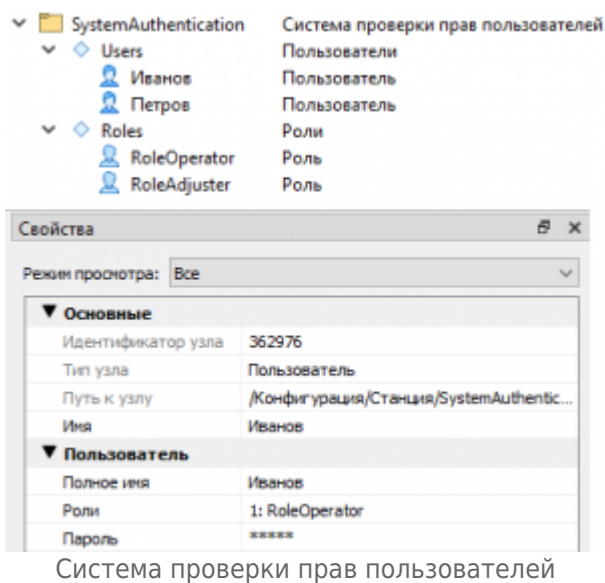 SystemAuthentication Система проверки прав пользователей
Users Пользователи
Иванов Пользователь
Петров Пользователь
Roles Роли
RoleOperator Роль
RoleAdjuster Роль
Свойства
Режим просмотра: Все
Основные
Идентификатор узла 362976
Тип узла Пользователь
Путь к узлу /Конфигурация/Станция/SystemAuthentic...
Имя Иванов
Пользователь
Полное имя Иванов
Роли 1: RoleOperator
Пароль *****
Система проверки прав пользователей